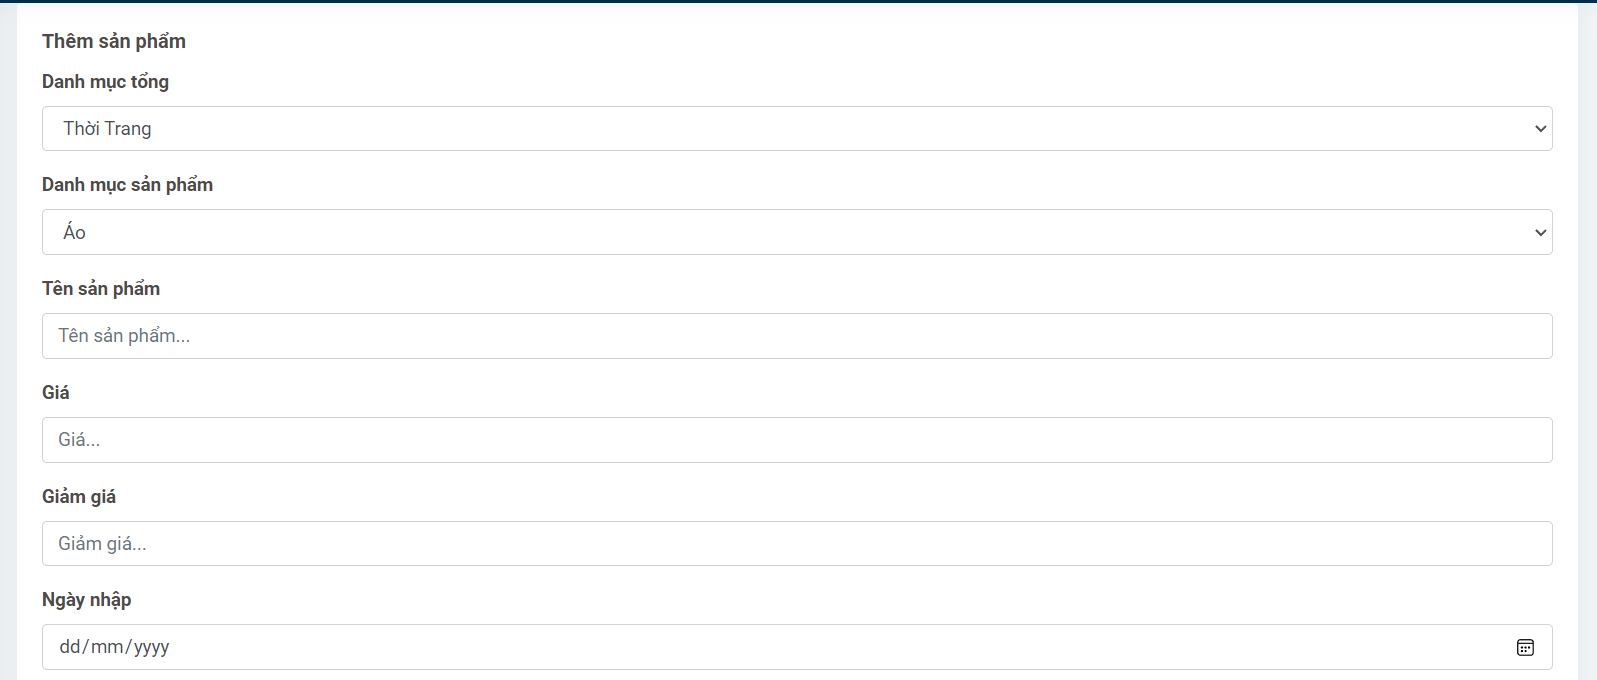 Thêm sản phẩm
Danh mục tổng
Thời Trang
Danh mục sản phẩm
Áo
Tên sản phẩm
Tên sản phẩm...
Giá
Giá...
Giảm giá
Giảm giá...
Ngày nhập
dd/mm/yyyy